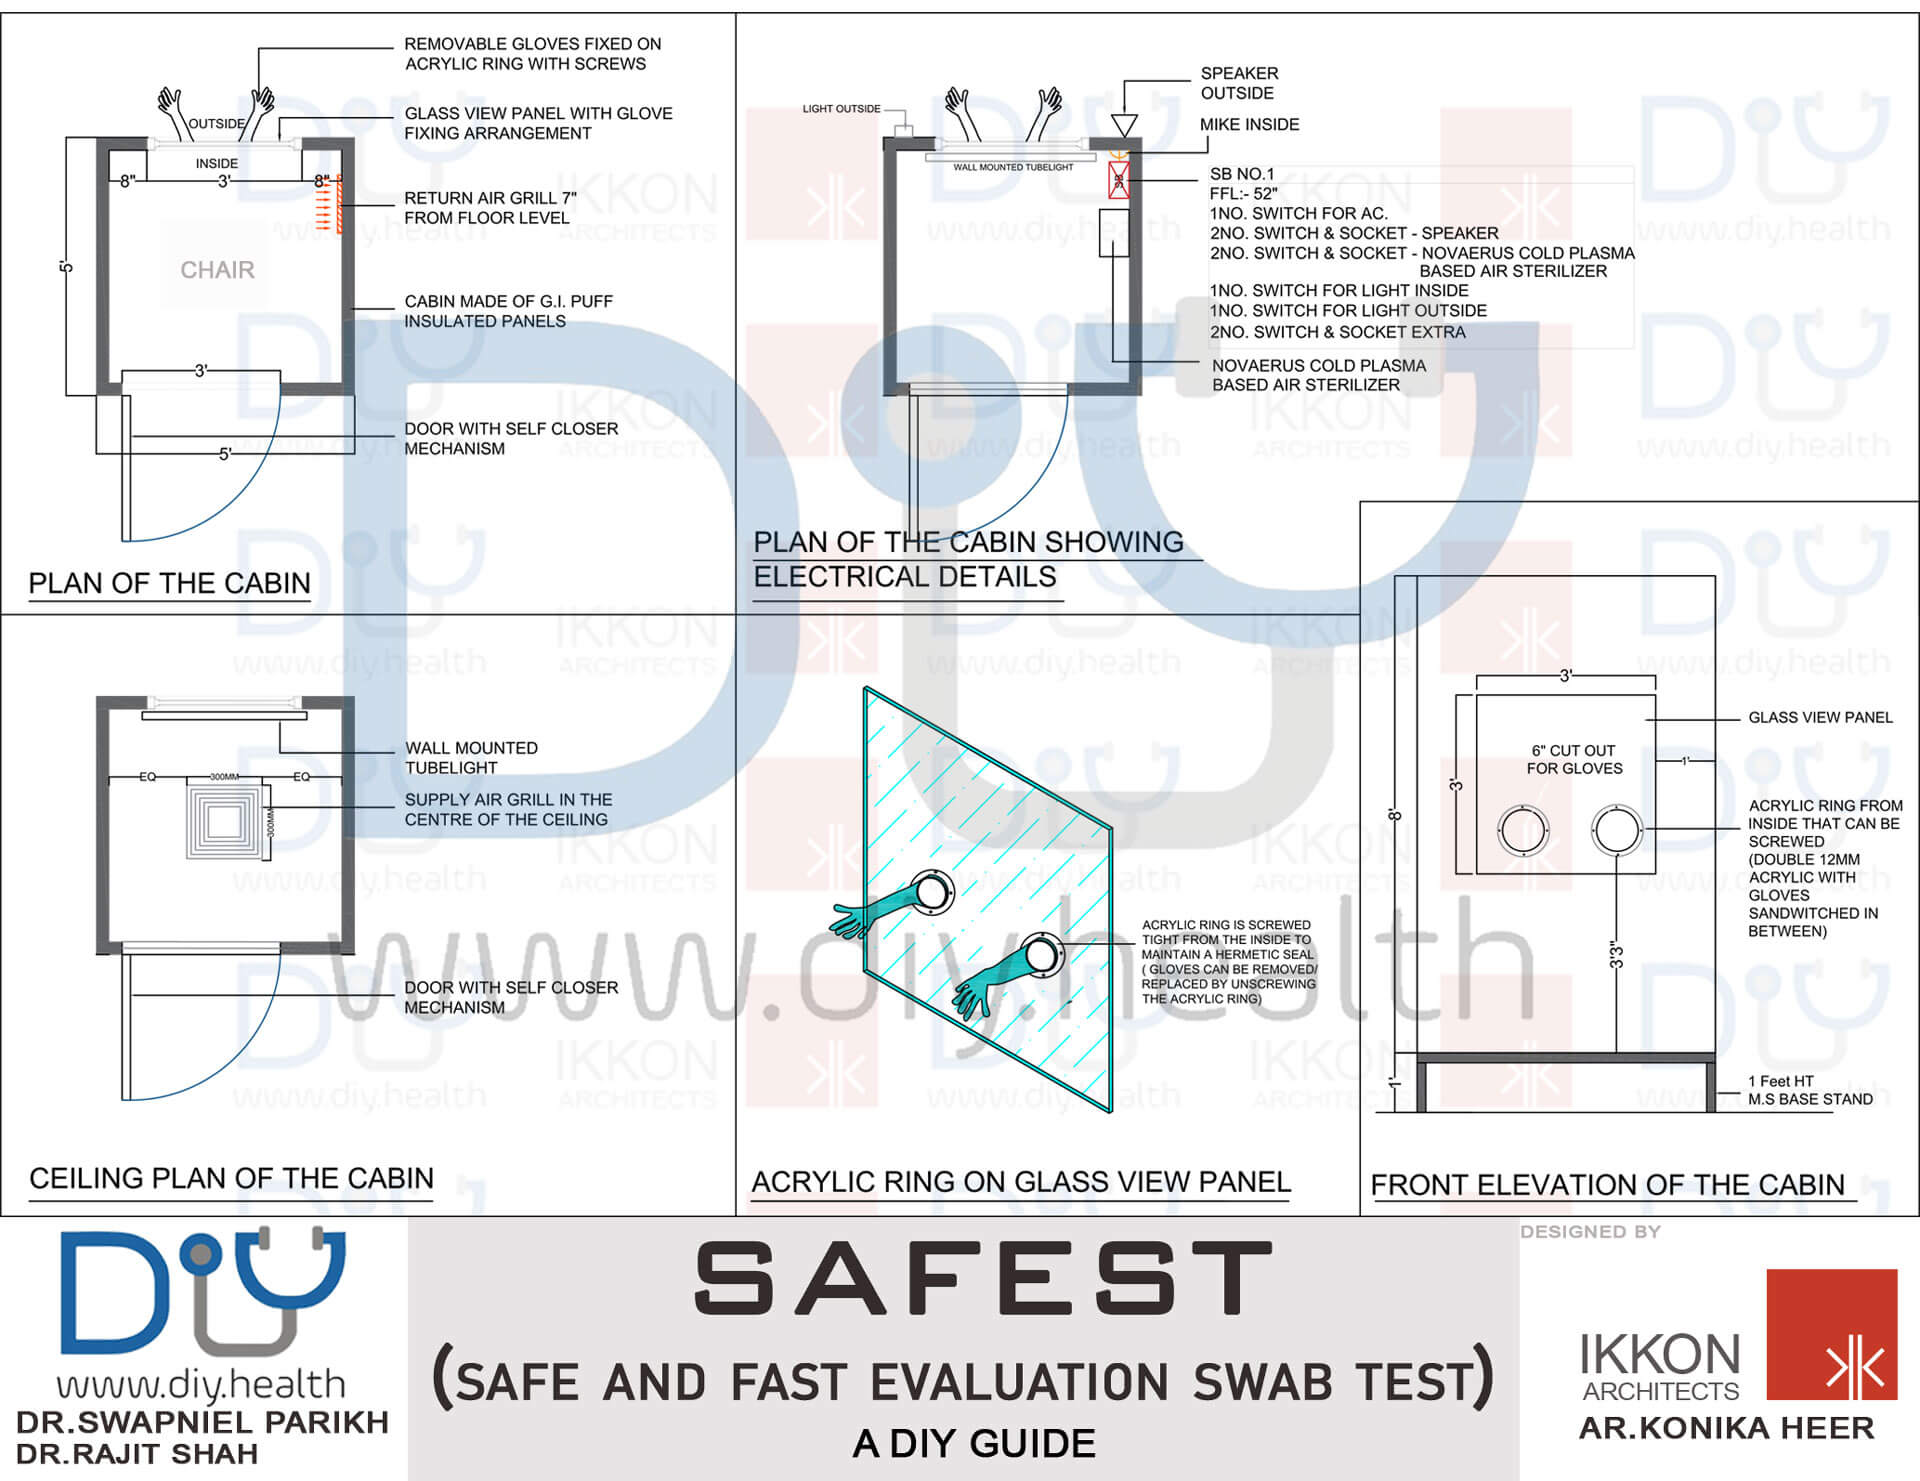 REMOVABLE GLOVES FIXED ON
ACRYLIC RING WITH SCREWS
OUTSIDE
GLASS VIEW PANEL WITH GLOVE
FIXING ARRANGEMENT
INSIDE
8"
3'
8"
RETURN AIR GRILL 7"
FROM FLOOR LEVEL
5'
CHAIR
CABIN MADE OF G.I. PUFF
INSULATED PANELS
3'
DOOR WITH SELF CLOSER
MECHANISM
5'
PLAN OF THE CABIN
SPEAKER
OUTSIDE
LIGHT OUTSIDE
MIKE INSIDE
WALL MOUNTED TUBELIGHT
SB
SB NO.1
FFL:- 52"
1NO. SWITCH FOR AC.
2NO. SWITCH & SOCKET - SPEAKER
2NO. SWITCH & SOCKET - NOVAERUS COLD PLASMA
BASED AIR STERILIZER
1NO. SWITCH FOR LIGHT INSIDE
1NO. SWITCH FOR LIGHT OUTSIDE
2NO. SWITCH & SOCKET EXTRA
NOVAERUS COLD PLASMA
BASED AIR STERILIZER
PLAN OF THE CABIN SHOWING
ELECTRICAL DETAILS
WALL MOUNTED
TUBELIGHT
EQ
300MM
EQ
300MM
SUPPLY AIR GRILL IN THE
CENTRE OF THE CEILING
DOOR WITH SELF CLOSER
MECHANISM
CEILING PLAN OF THE CABIN
ACRYLIC RING IS SCREWED
TIGHT FROM THE INSIDE TO
MAINTAIN A HERMETIC SEAL
( GLOVES CAN BE REMOVED/
REPLACED BY UNSCREWING
THE ACRYLIC RING)
ACRYLIC RING ON GLASS VIEW PANEL
3'
GLASS VIEW PANEL
6" CUT OUT
FOR GLOVES
1'
3'
8'
ACRYLIC RING FROM
INSIDE THAT CAN BE
SCREWED
(DOUBLE 12MM
ACRYLIC WITH
GLOVES
SANDWITCHED IN
BETWEEN)
3'3"
1'
1 Feet HT
M.S BASE STAND
FRONT ELEVATION OF THE CABIN
DiY
www.diy.health
IKKON
ARCHITECTS
DiY
www.diy.health
DR.SWAPNIEL PARIKH
DR.RAJIT SHAH
SAFEST
(SAFE AND FAST EVALUATION SWAB TEST)
A DIY GUIDE
DESIGNED BY
IKKON
ARCHITECTS
AR.KONIKA HEER